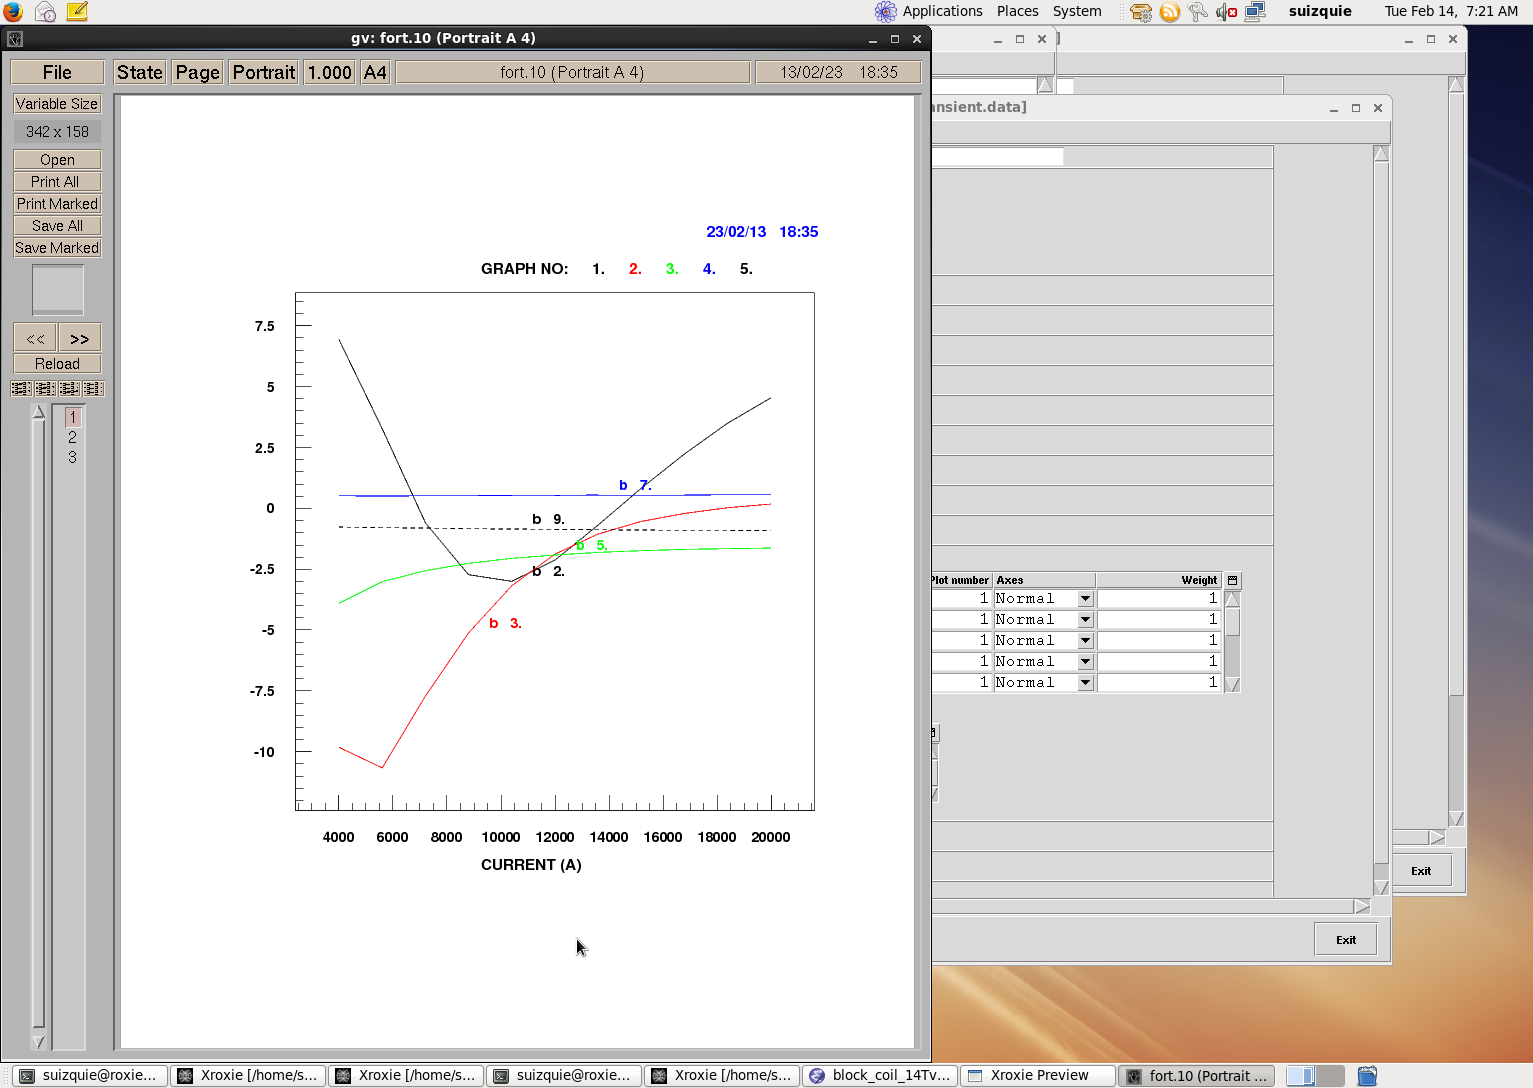 Applications Places System suizquie Tue Feb 14, 7:21 AM
gv: fort.10 (Portrait A 4)
]
File State Page Portrait 1.000 A4 fort.10 (Portrait A 4) 13/02/23 18:35
Variable Size
342 x 158
Open
Print All
Print Marked
Save All
Save Marked
<< >>
Reload
1
2
3
ansient.data]
23/02/13 18:35
GRAPH NO: 1. 2. 3. 4. 5.
7.5
5
2.5
0
-2.5
-5
-7.5
-10
b 7.
b 9.
b 5.
b 2.
b 3.
4000 6000 8000 10000 12000 14000 16000 18000 20000
CURRENT (A)
Plot number Axes Weight
1 Normal 1
1 Normal 1
1 Normal 1
1 Normal 1
1 Normal 1
Exit
Exit
suizquie@roxie... Xroxie [/home/s... Xroxie [/home/s... suizquie@roxie... Xroxie [/home/s... block_coil_14Tv... Xroxie Preview fort.10 (Portrait ...